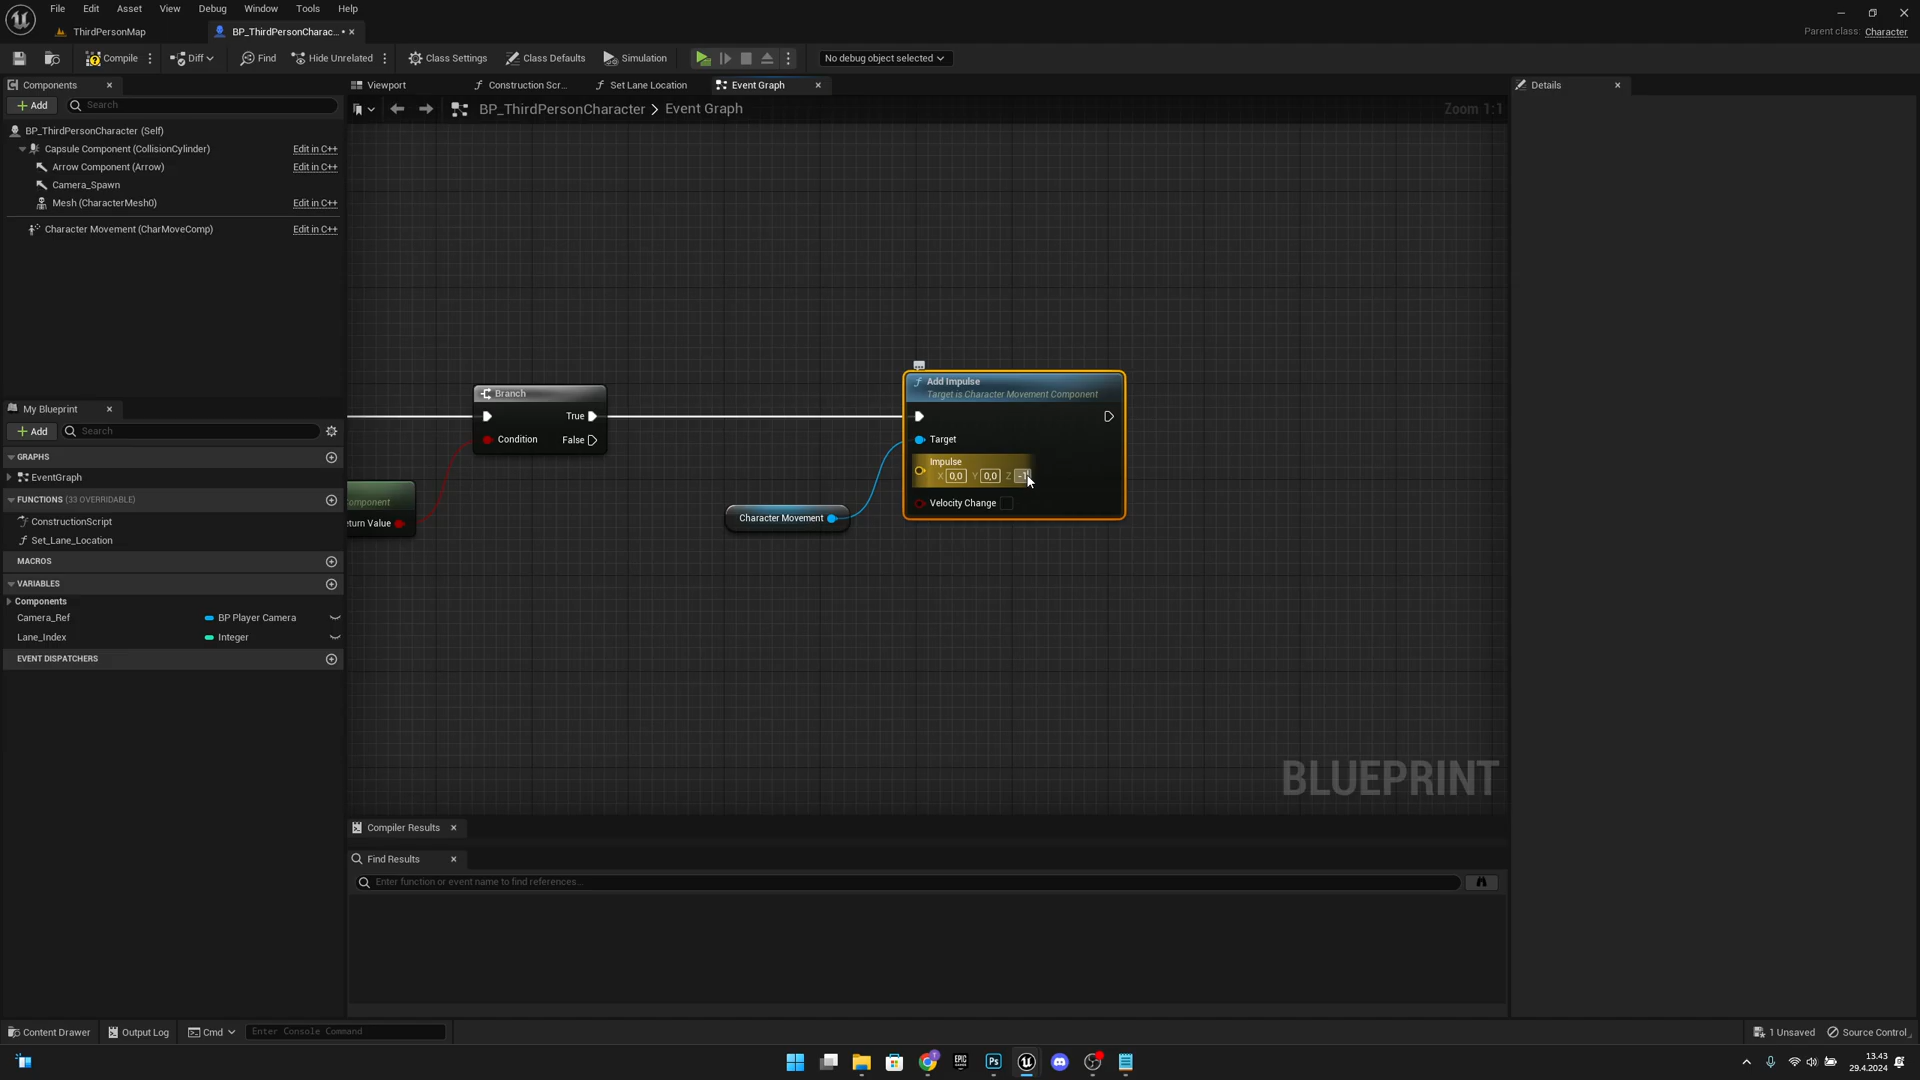 File Edit Asset View Debug Window Tools Help
ThirdPersonMap
BP_ThirdPersonCharac... •
Parent class: Character
Compile
Diff
Find
Hide Unrelated
Class Settings
Class Defaults
Simulation
No debug object selected
Components
Viewport
Construction Scr...
Set Lane Location
Event Graph
Details
Add
Search
BP_ThirdPersonCharacter > Event Graph
Zoom 1:1
BP_ThirdPersonCharacter (Self)
Capsule Component (CollisionCylinder) Edit in C++
Arrow Component (Arrow) Edit in C++
Camera_Spawn
Mesh (CharacterMesh0) Edit in C++
Character Movement (CharMoveComp) Edit in C++
Branch
True
Condition
False
omponent
eturn Value
Character Movement
Add Impulse
Target is Character Movement Component
Target
Impulse
X 0,0 Y 0,0 Z -1
Velocity Change
My Blueprint
Add
Search
GRAPHS
EventGraph
FUNCTIONS (33 OVERRIDABLE)
ConstructionScript
Set_Lane_Location
MACROS
VARIABLES
Components
Camera_Ref BP Player Camera
Lane_Index Integer
EVENT DISPATCHERS
BLUEPRINT
Compiler Results
Find Results
Enter function or event name to find references...
Content Drawer
Output Log
Cmd
Enter Console Command
1 Unsaved
Source Control
EPIC GAMES
Ps
13.43
29.4.2024